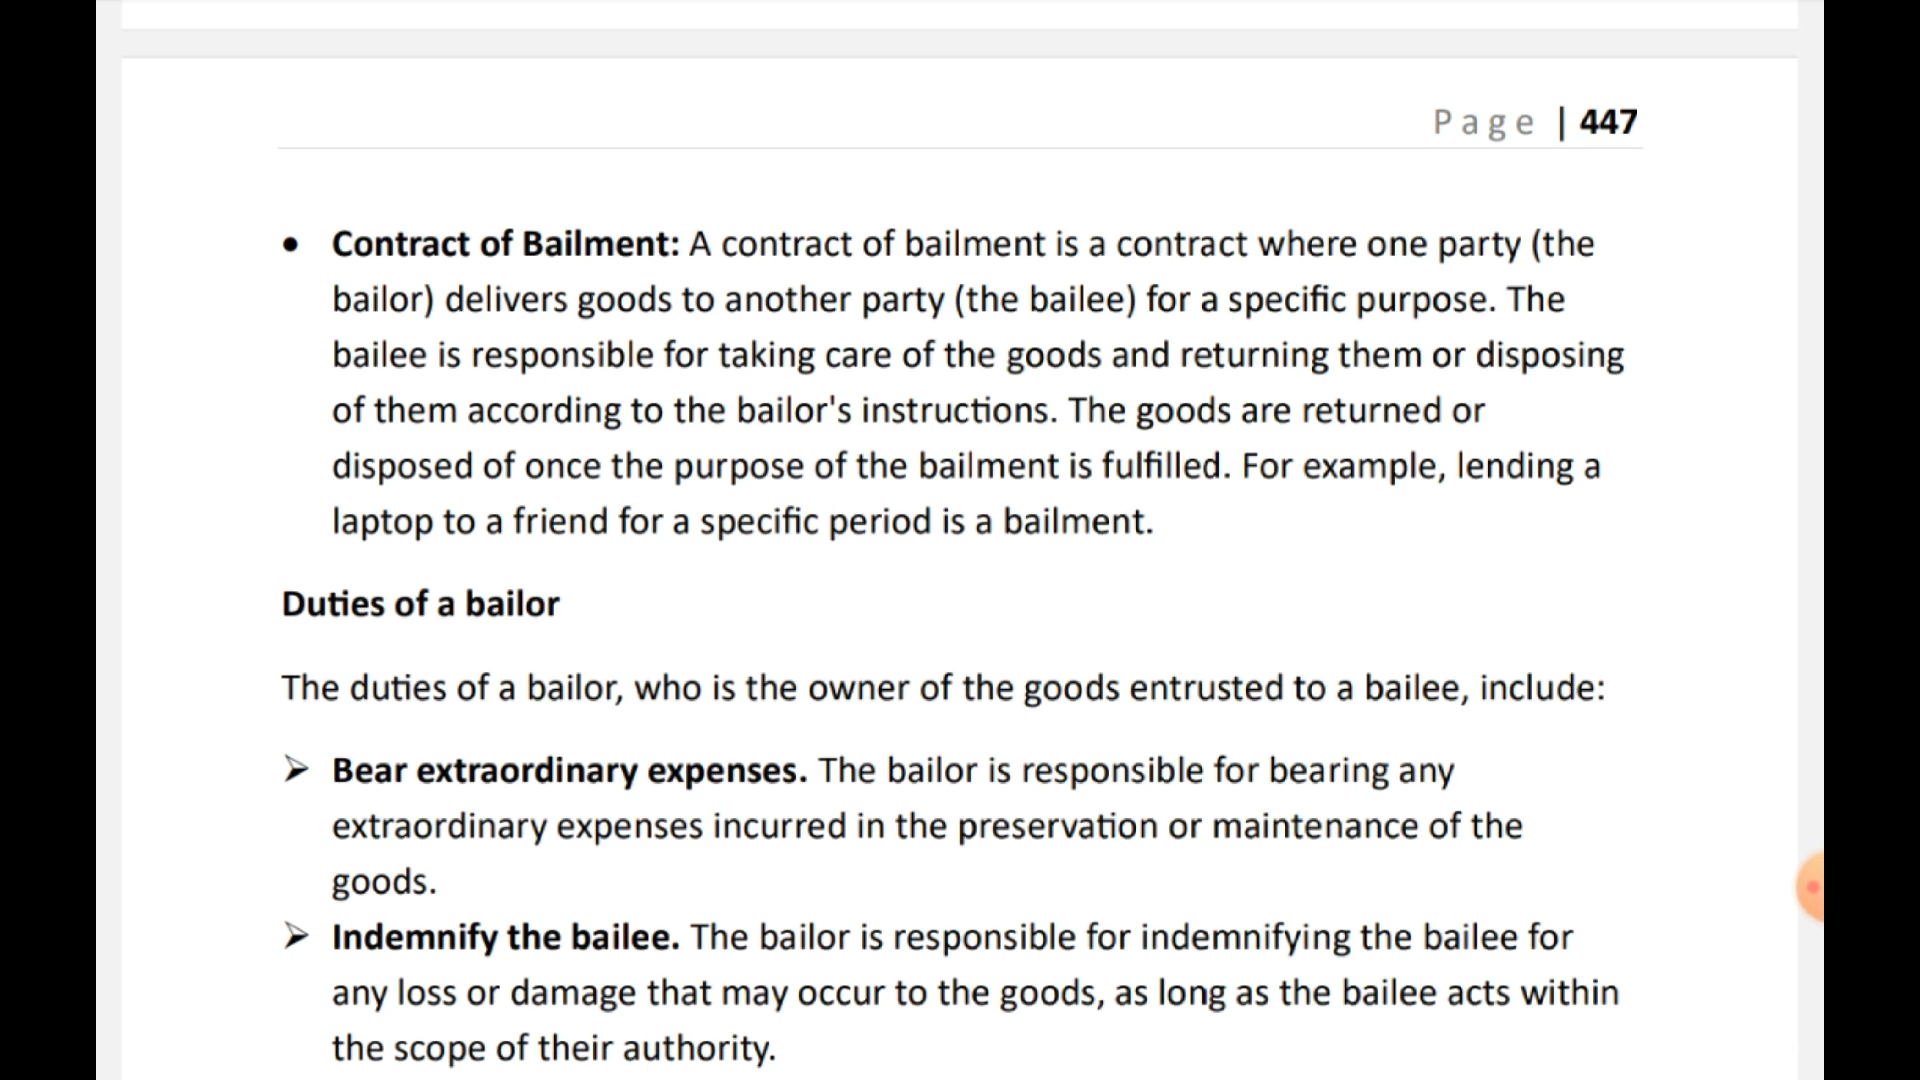 Page | 447
• Contract of Bailment: A contract of bailment is a contract where one party (the
bailor) delivers goods to another party (the bailee) for a specific purpose. The
bailee is responsible for taking care of the goods and returning them or disposing
of them according to the bailor's instructions. The goods are returned or
disposed of once the purpose of the bailment is fulfilled. For example, lending a
laptop to a friend for a specific period is a bailment.
Duties of a bailor
The duties of a bailor, who is the owner of the goods entrusted to a bailee, include:
➢ Bear extraordinary expenses. The bailor is responsible for bearing any
extraordinary expenses incurred in the preservation or maintenance of the
goods.
➢ Indemnify the bailee. The bailor is responsible for indemnifying the bailee for
any loss or damage that may occur to the goods, as long as the bailee acts within
the scope of their authority.